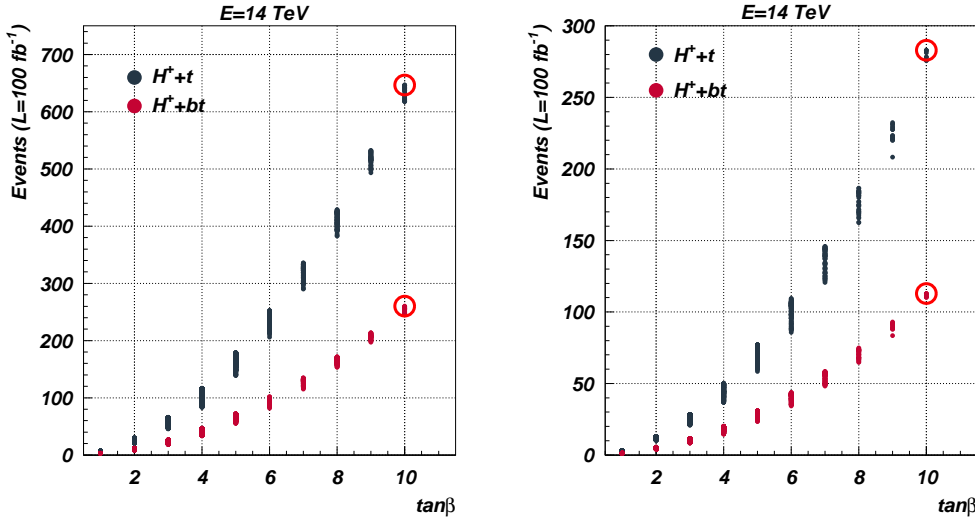 E=14 TeV
Events (L=100 fb⁻¹)
700
600
500
400
300
200
100
0
H⁺+t
H⁺+bt
2 4 6 8 10
tanβ
E=14 TeV
Events (L=100 fb⁻¹)
300
250
200
150
100
50
0
H⁺+t
H⁺+bt
2 4 6 8 10
tanβ